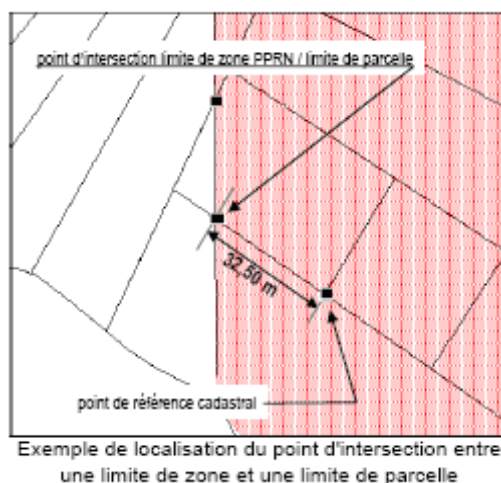 point d'intersection limite de zone PPRN / limite de parcelle
32,50 m
point de référence cadastral
Exemple de localisation du point d'intersection entre
une limite de zone et une limite de parcelle